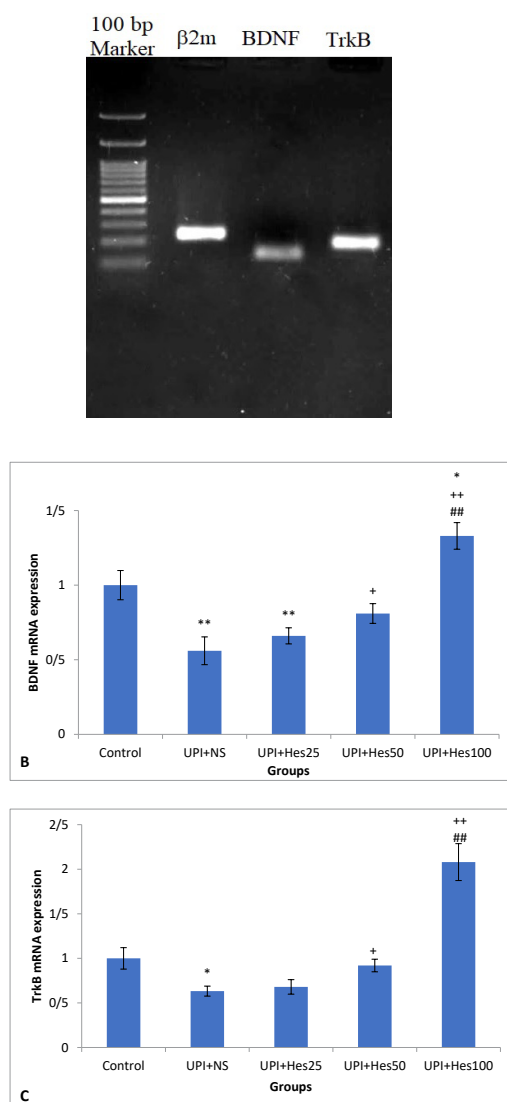 100 bp
Marker β2m BDNF TrkB
*
++
##
1/5
1
0/5
0
BDNF mRNA expression
** ** +
Control UPI+NS UPI+Hes25 UPI+Hes50 UPI+Hes100
Groups
B
++
##
2/5
2
1/5
1
0/5
0
TrkB mRNA expression
* +
Control UPI+NS UPI+Hes25 UPI+Hes50 UPI+Hes100
Groups
C